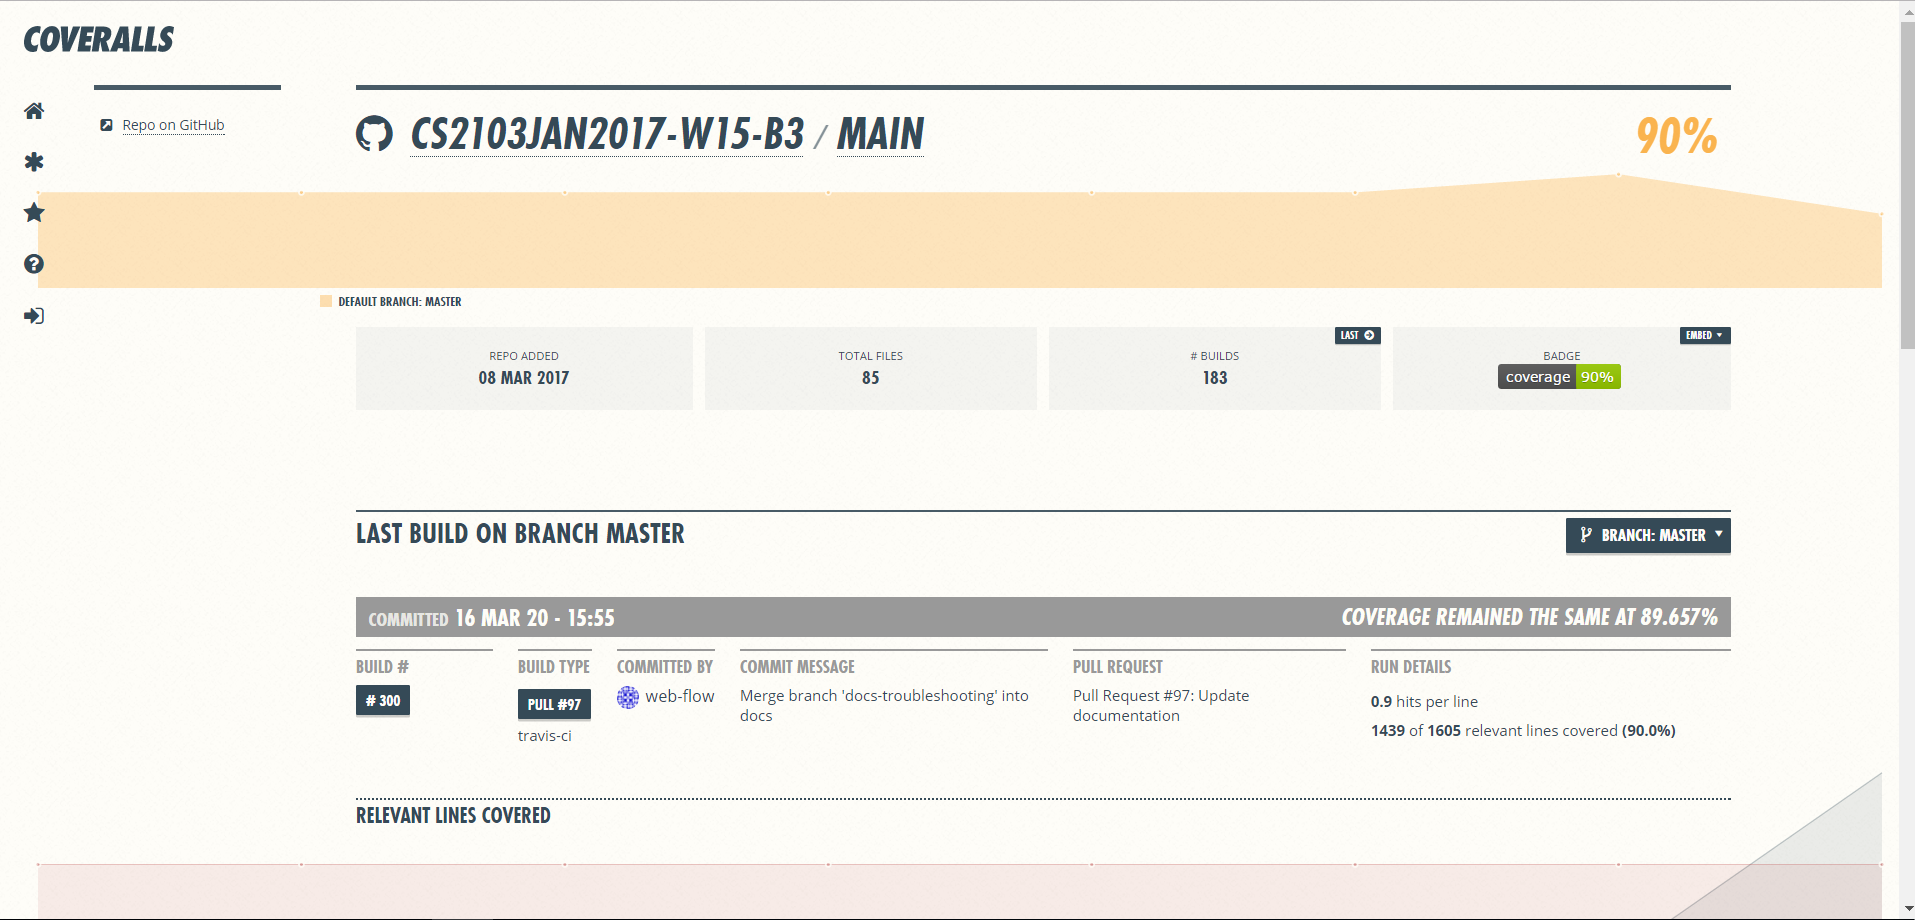 COVERALLS
Repo on GitHub
CS2103JAN2017-W15-B3 / MAIN
90%
DEFAULT BRANCH: MASTER
REPO ADDED
08 MAR 2017
TOTAL FILES
85
LAST
# BUILDS
183
EMBED
BADGE
coverage 90%
LAST BUILD ON BRANCH MASTER
BRANCH: MASTER
COMMITTED 16 MAR 20 - 15:55
COVERAGE REMAINED THE SAME AT 89.657%
BUILD #
# 300
BUILD TYPE
PULL #97
travis-ci
COMMITTED BY
web-flow
COMMIT MESSAGE
Merge branch 'docs-troubleshooting' into
docs
PULL REQUEST
Pull Request #97: Update
documentation
RUN DETAILS
0.9 hits per line
1439 of 1605 relevant lines covered (90.0%)
RELEVANT LINES COVERED